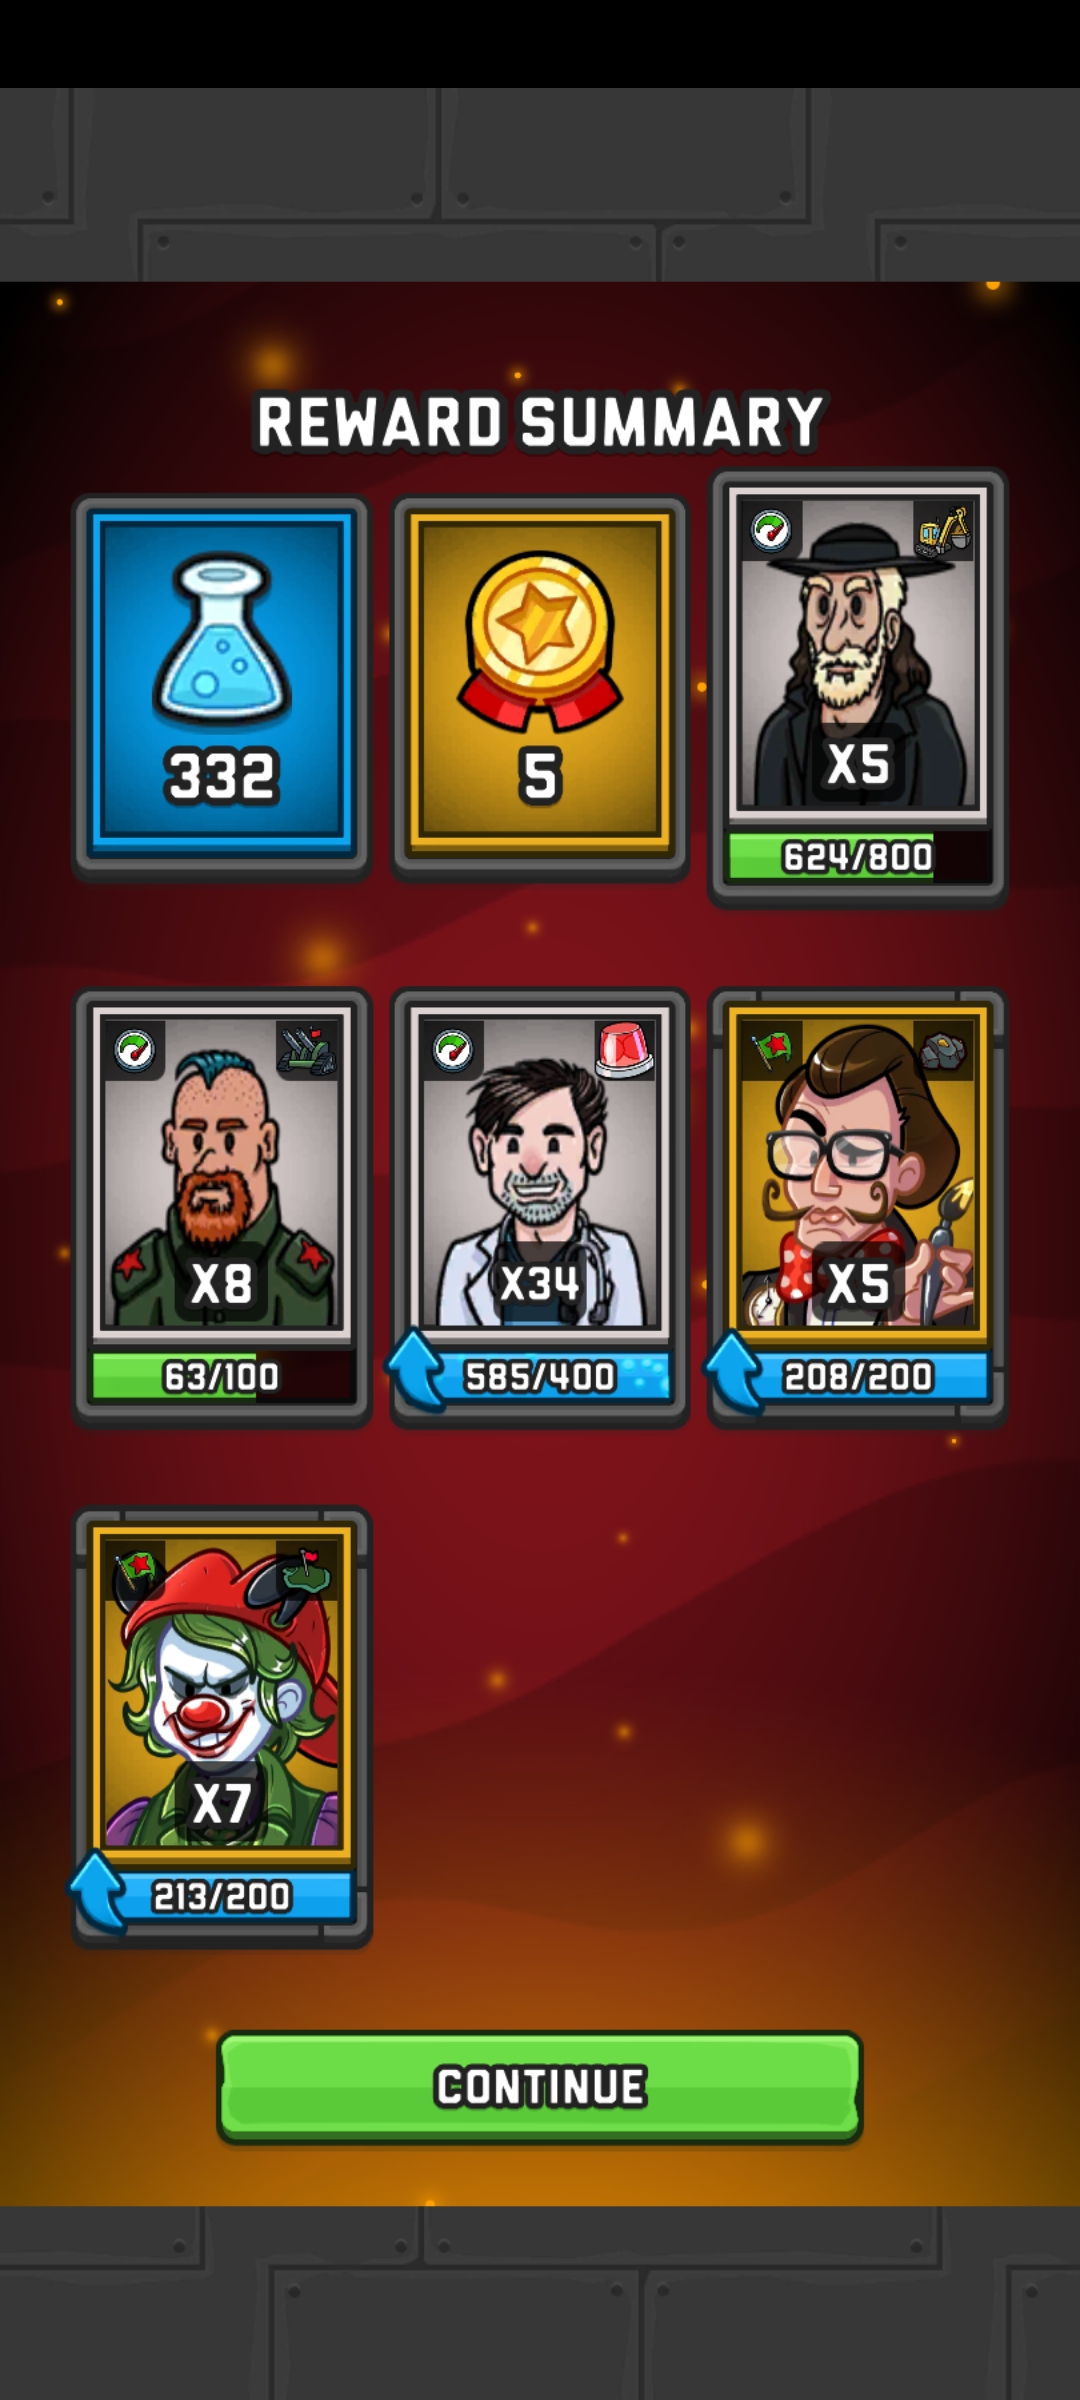 REWARD SUMMARY
332
5
X5
624/800
X8
63/100
X34
585/400
X5
208/200
X7
213/200
CONTINUE